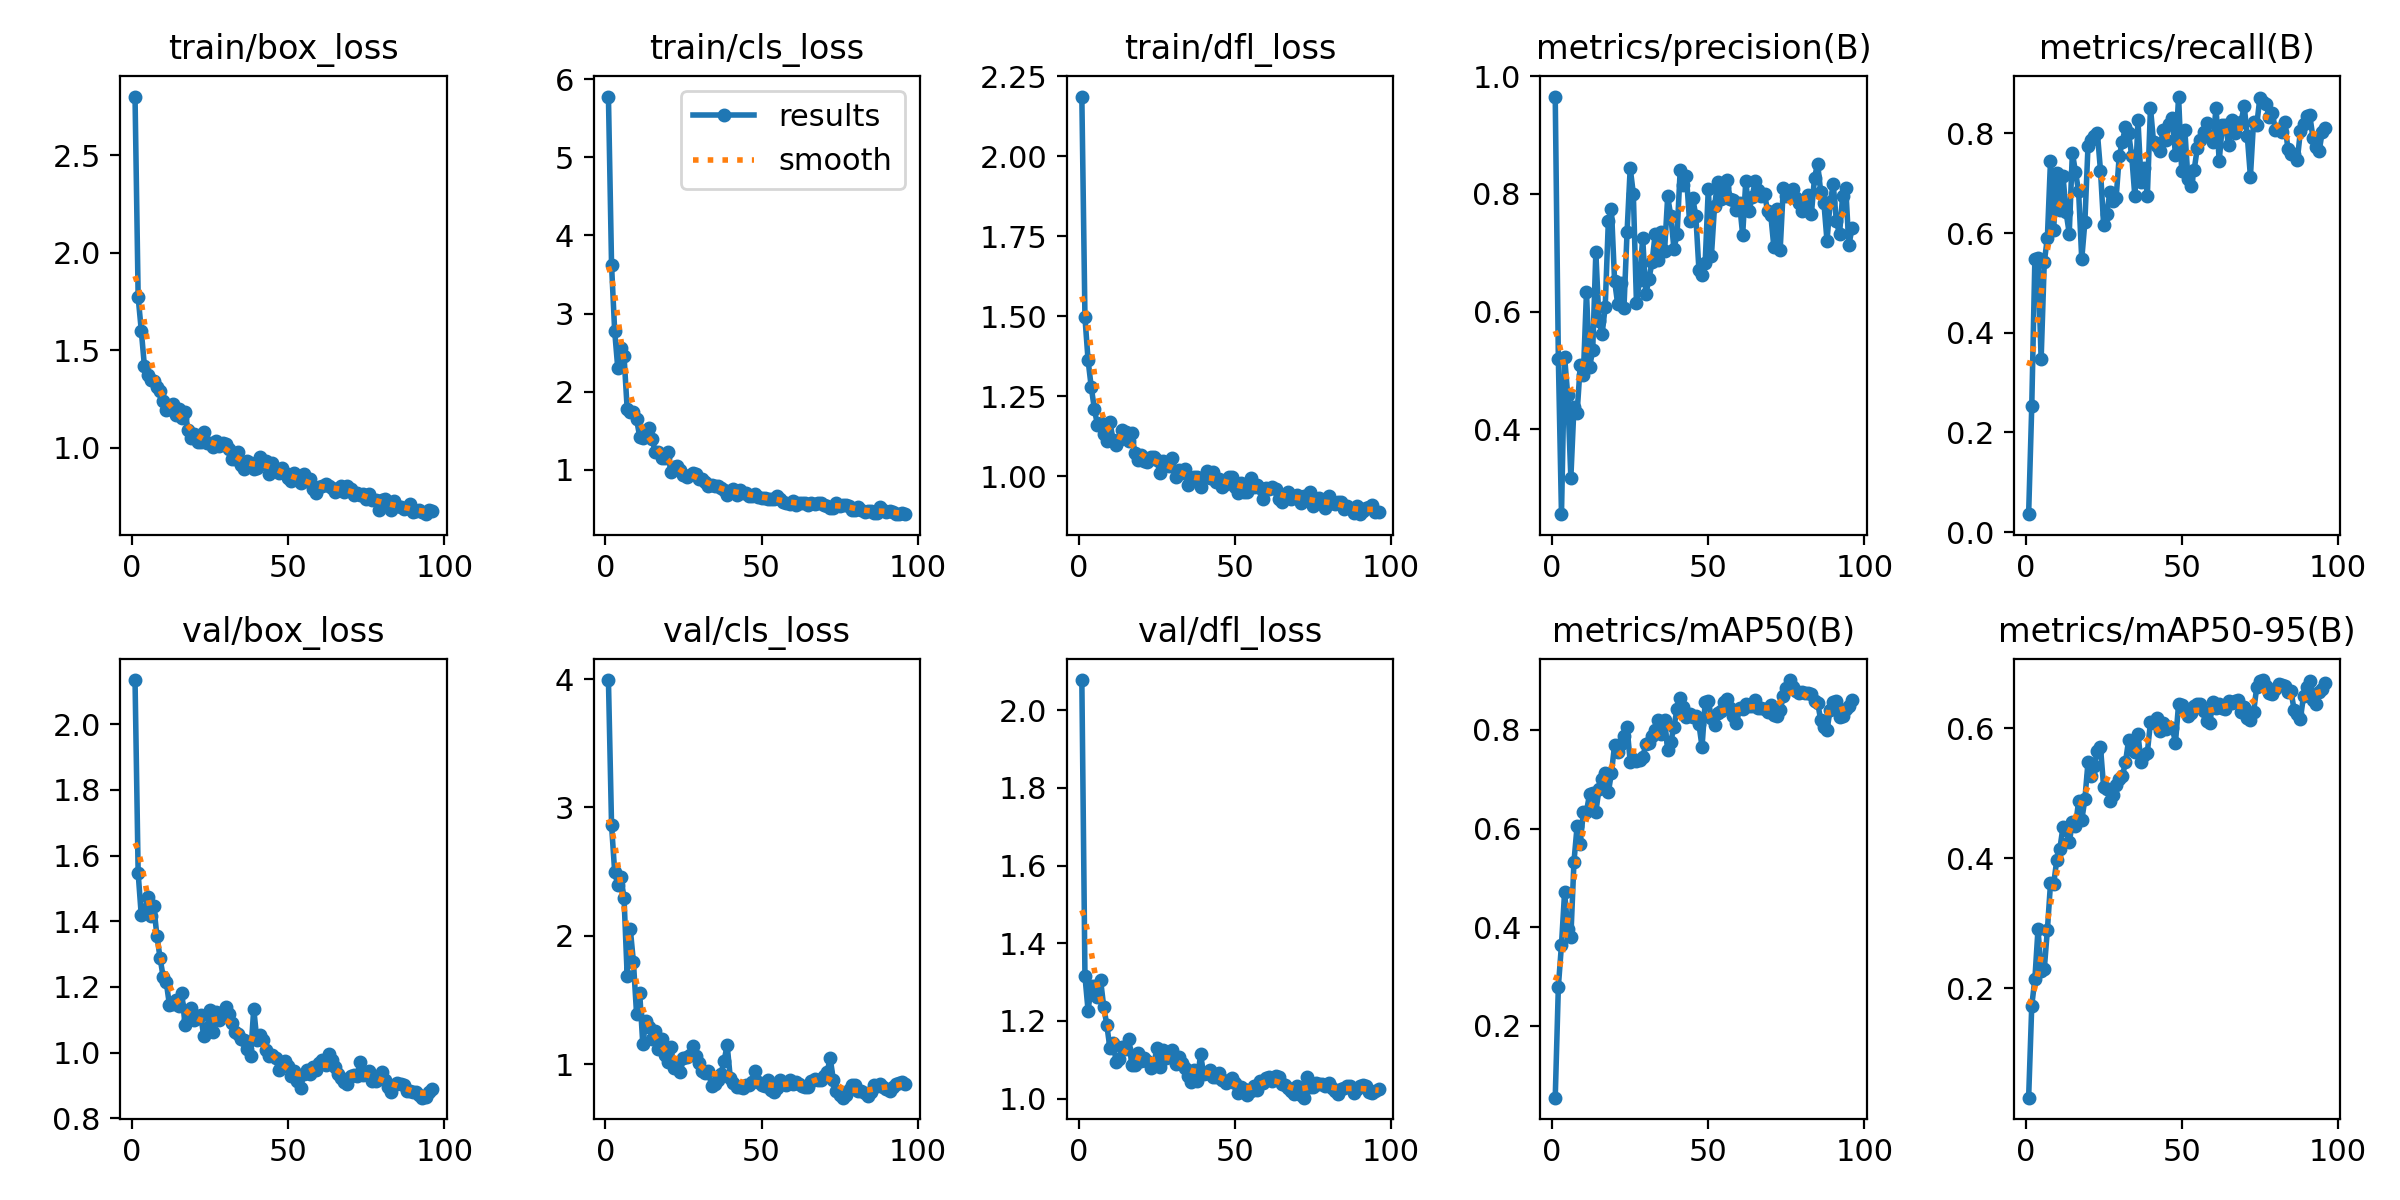 train/box_loss
2.5
2.0
1.5
1.0
0 50 100
train/cls_loss
6
5
4
3
2
1
results
smooth
0 50 100
train/dfl_loss
2.25
2.00
1.75
1.50
1.25
1.00
0 50 100
metrics/precision(B)
1.0
0.8
0.6
0.4
0 50 100
metrics/recall(B)
0.8
0.6
0.4
0.2
0.0
0 50 100
val/box_loss
2.0
1.8
1.6
1.4
1.2
1.0
0.8
0 50 100
val/cls_loss
4
3
2
1
0 50 100
val/dfl_loss
2.0
1.8
1.6
1.4
1.2
1.0
0 50 100
metrics/mAP50(B)
0.8
0.6
0.4
0.2
0 50 100
metrics/mAP50-95(B)
0.6
0.4
0.2
0 50 100